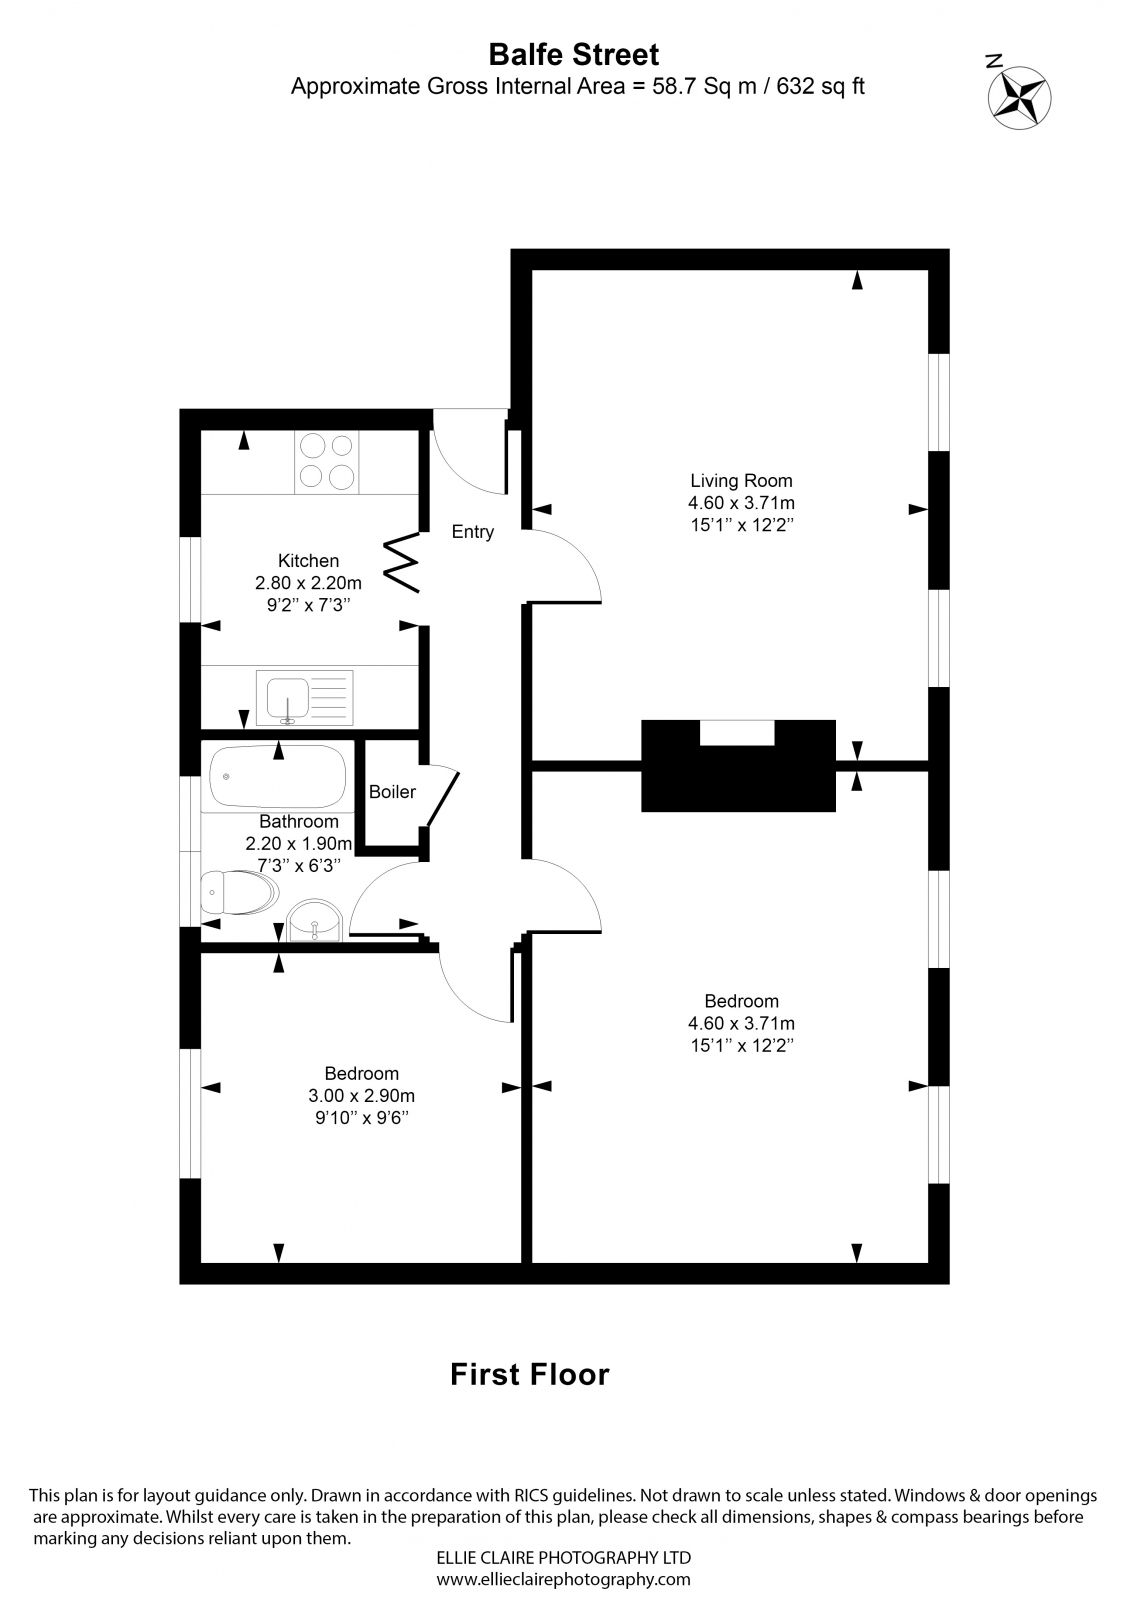 Balfe Street
Approximate Gross Internal Area = 58.7 Sq m / 632 sq ft
N
Living Room
4.60 x 3.71m
15'1'' x 12'2''
Entry
Kitchen
2.80 x 2.20m
9'2'' x 7'3''
Boiler
Bathroom
2.20 x 1.90m
7'3'' x 6'3''
Bedroom
4.60 x 3.71m
15'1'' x 12'2''
Bedroom
3.00 x 2.90m
9'10'' x 9'6''
First Floor
This plan is for layout guidance only. Drawn in accordance with RICS guidelines. Not drawn to scale unless stated. Windows & door openings
are approximate. Whilst every care is taken in the preparation of this plan, please check all dimensions, shapes & compass bearings before
marking any decisions reliant upon them.
ELLIE CLAIRE PHOTOGRAPHY LTD
www.ellieclairephotography.com